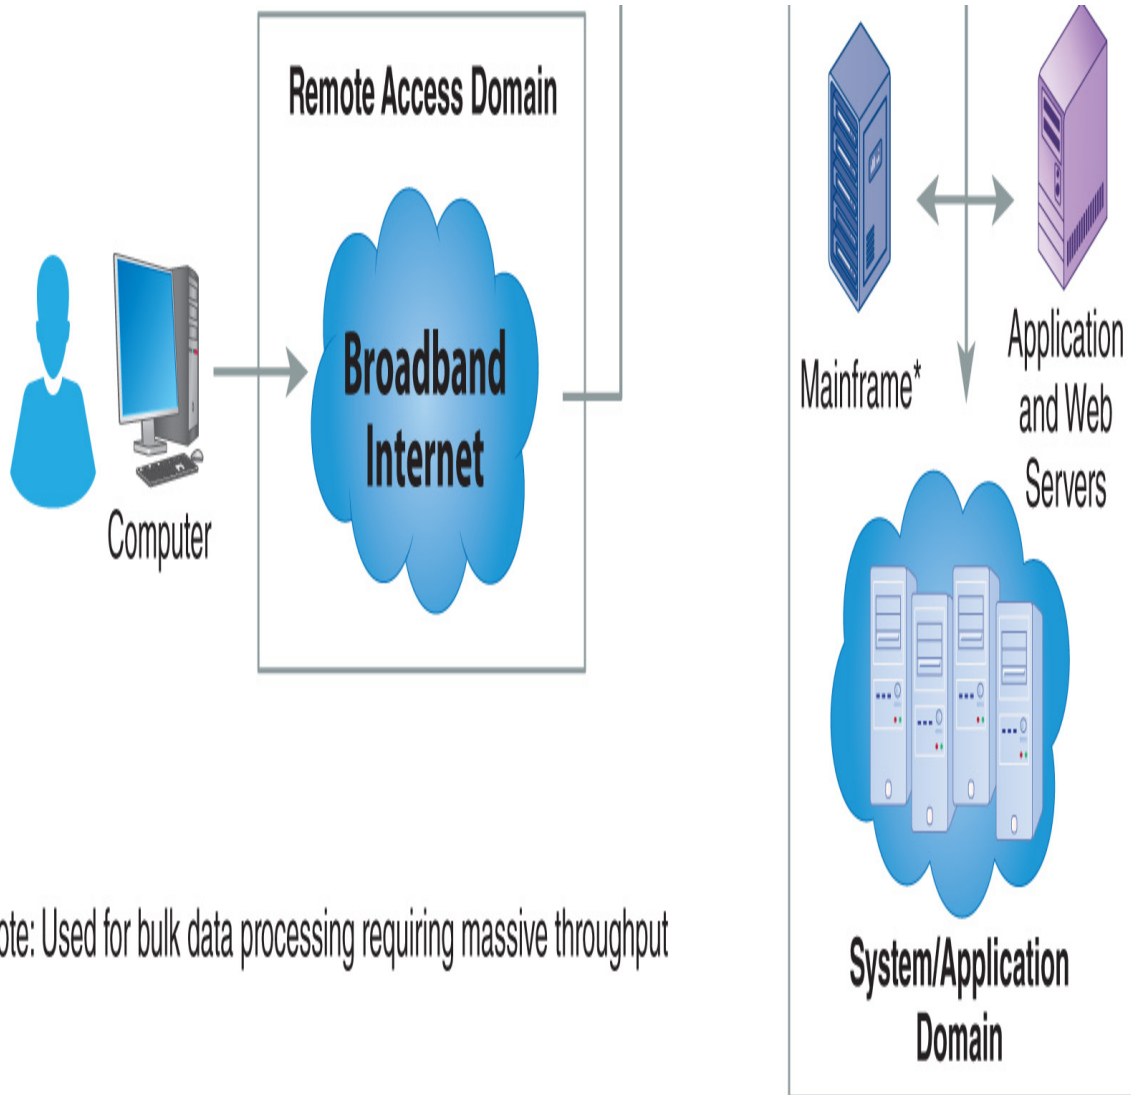 Remote Access Domain
Broadband
Internet
Computer
Mainframe*
Application
and Web
Servers
ote: Used for bulk data processing requiring massive throughput
System/Application
Domain